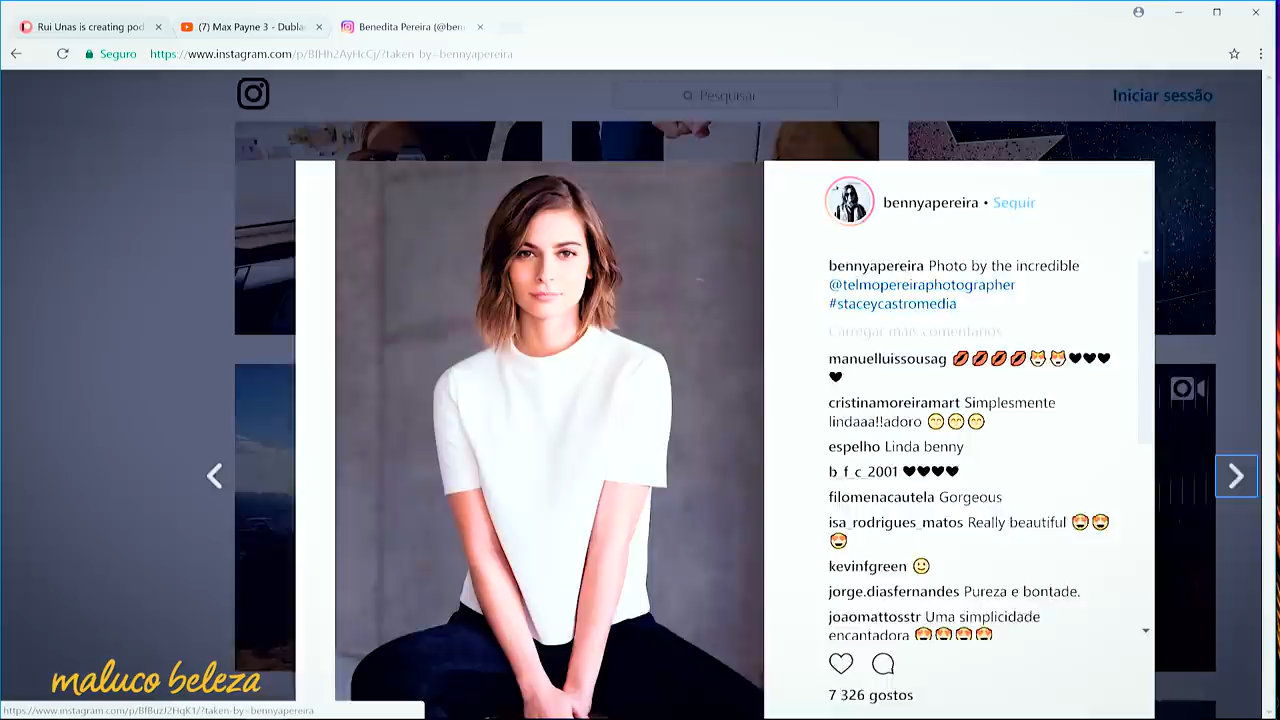 Rui Unas is creating pod
(7) Max Payne 3 - Dubla
Benedita Pereira (@ben
Seguro
https://www.instagram.com/p/BfHh2AyHcCj/?taken-by=bennyapereira
Pesquisar
Iniciar sessão
bennyapereira • Seguir
bennyapereira Photo by the incredible
@telmopereiraphotographer
#staceycastromedia
Carregar mais comentários
manuelluissousag
cristinamoreiramart Simplesmente
lindaaa!!adoro
espelho Linda benny
b_f_c_2001
filomenacautela Gorgeous
isa_rodrigues_matos Really beautiful
kevinfgreen
jorge.diasfernandes Pureza e bondade.
joaomattosstr Uma simplicidade
encantadora
7 326 gostos
maluco beleza
https://www.instagram.com/p/BfBuzJ2HqK1/?taken-by=bennyapereira